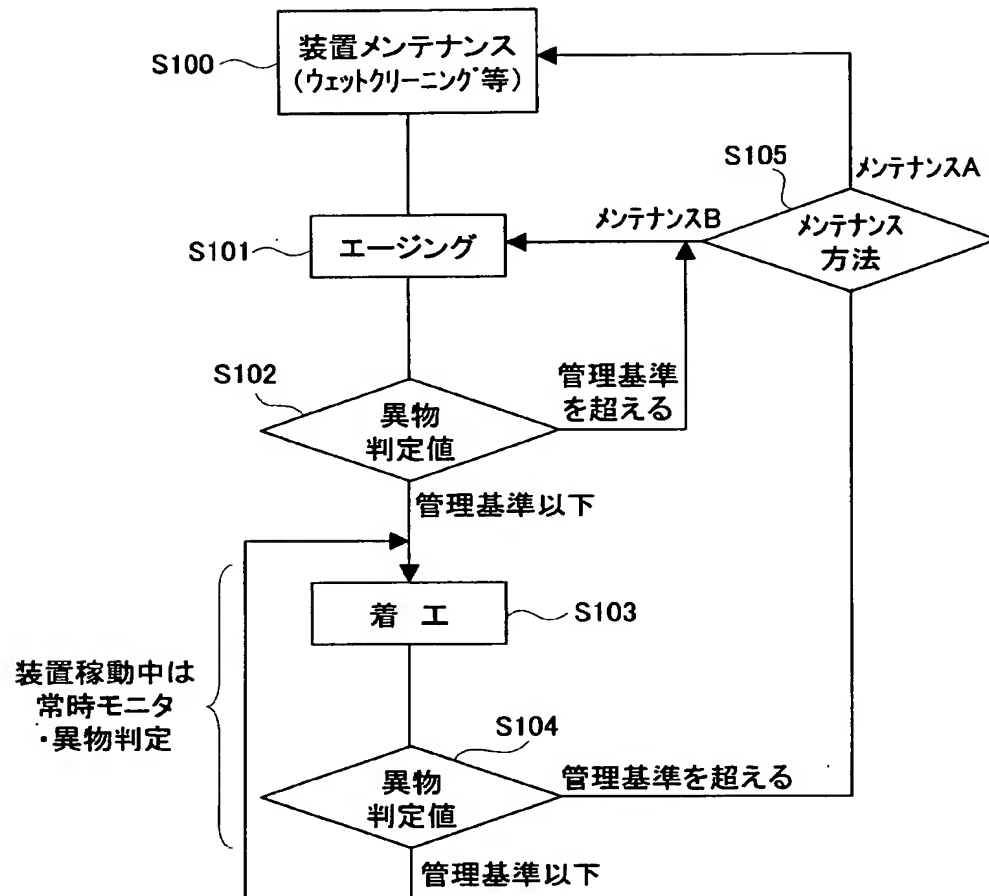 S100
装置メンテナンス
(ウェットクリーニング等)
メンテナンスA
S105
メンテナンス
方法
メンテナンスB
S101
エージング
S102
異物
判定値
管理基準
を超える
管理基準以下
着 工
S103
装置稼動中は
常時モニタ
・異物判定
S104
異物
判定値
管理基準を超える
管理基準以下